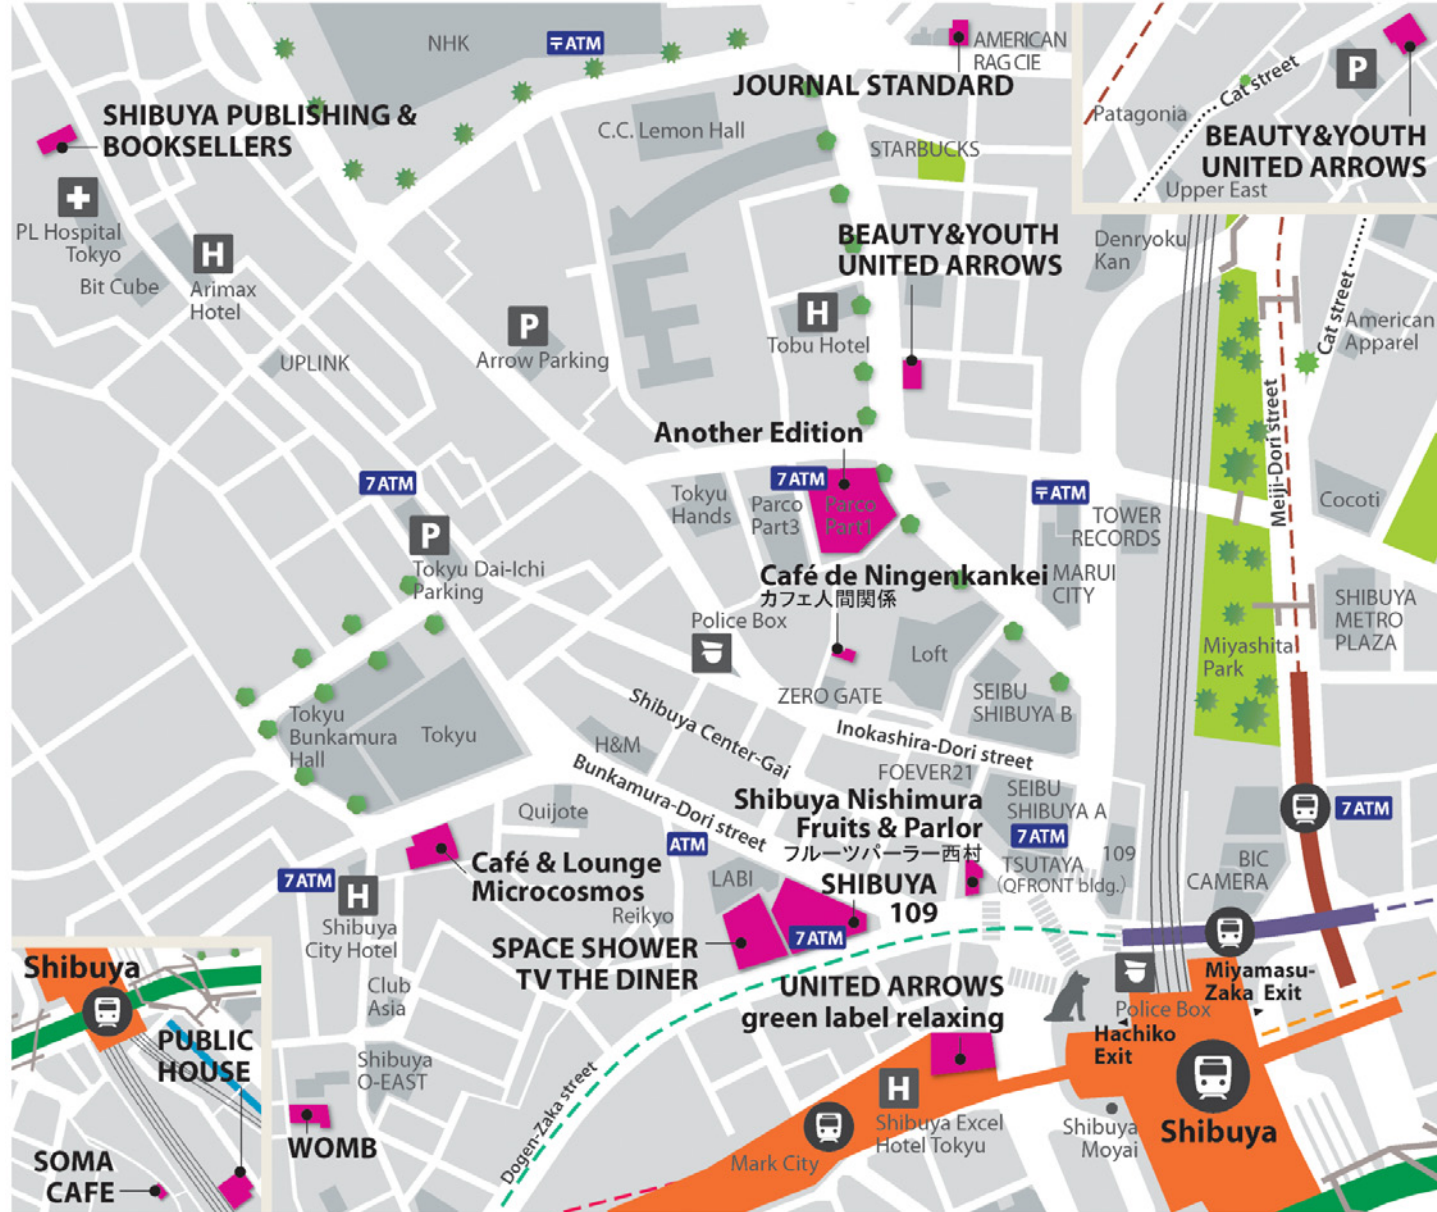 NHK
〒ATM
AMERICAN
RAG CIE
JOURNAL STANDARD
SHIBUYA PUBLISHING &
BOOKSELLERS
C.C. Lemon Hall
STARBUCKS
Patagonia
Cat street
P
BEAUTY&YOUTH
UNITED ARROWS
Upper East
PL Hospital
Tokyo
Bit Cube
H
Arimax
Hotel
BEAUTY&YOUTH
UNITED ARROWS
Denryoku
Kan
UPLINK
P
Arrow Parking
H
Tobu Hotel
Cat street
American
Apparel
Meiji-Dori street
Another Edition
7 ATM
7 ATM
Tokyu
Hands
Parco
Part3
Parco
Part1
〒ATM
TOWER
RECORDS
Cocoti
P
Tokyu Dai-Ichi
Parking
Café de Ningenkankei
カフェ人間関係
MARUI
CITY
SHIBUYA
METRO
PLAZA
Police Box
Loft
Miyashita
Park
ZERO GATE
SEIBU
SHIBUYA B
Shibuya Center-Gai
Inokashira-Dori street
Tokyu
Bunkamura
Hall
Tokyu
H&M
Bunkamura-Dori street
FOEVER21
SEIBU
SHIBUYA A
Quijote
Shibuya Nishimura
Fruits & Parlor
フルーツパーラー西村
7 ATM
7 ATM
ATM
TSUTAYA
(QFRONT bldg.)
109
BIC
CAMERA
Café & Lounge
Microcosmos
LABI
SHIBUYA
109
7 ATM
7 ATM
H
Shibuya
City Hotel
Reikyo
SPACE SHOWER
TV THE DINER
Club
Asia
UNITED ARROWS
green label relaxing
Miyamasu-
Zaka Exit
Police Box
Hachiko
Exit
Shibuya
PUBLIC
HOUSE
SOMA
CAFE
Shibuya
O-EAST
WOMB
Dogen-Zaka street
H
Shibuya Excel
Hotel Tokyu
Mark City
Shibuya
Moyai
Shibuya